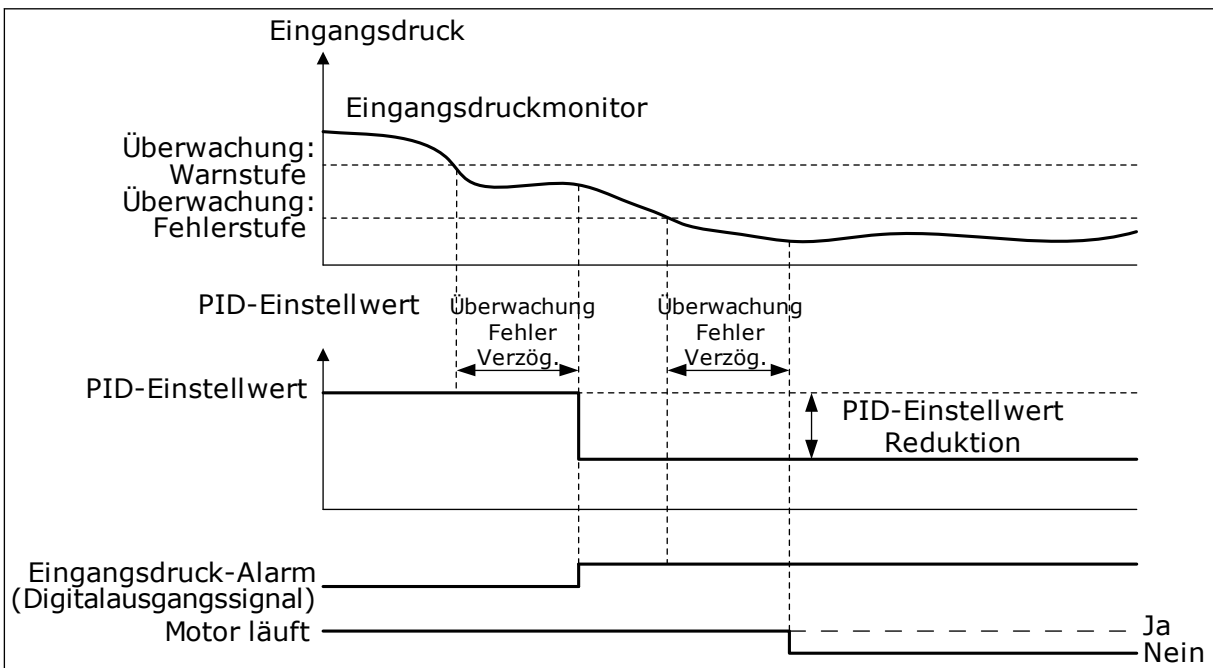 Eingangsdruck
Eingangsdruckmonitor
Überwachung:
Warnstufe
Überwachung:
Fehlerstufe
PID-Einstellwert
Überwachung
Fehler
Verzög.
Überwachung
Fehler
Verzög.
PID-Einstellwert
PID-Einstellwert
Reduktion
Eingangsdruck-Alarm
(Digitalausgangssignal)
Motor läuft
Ja
Nein